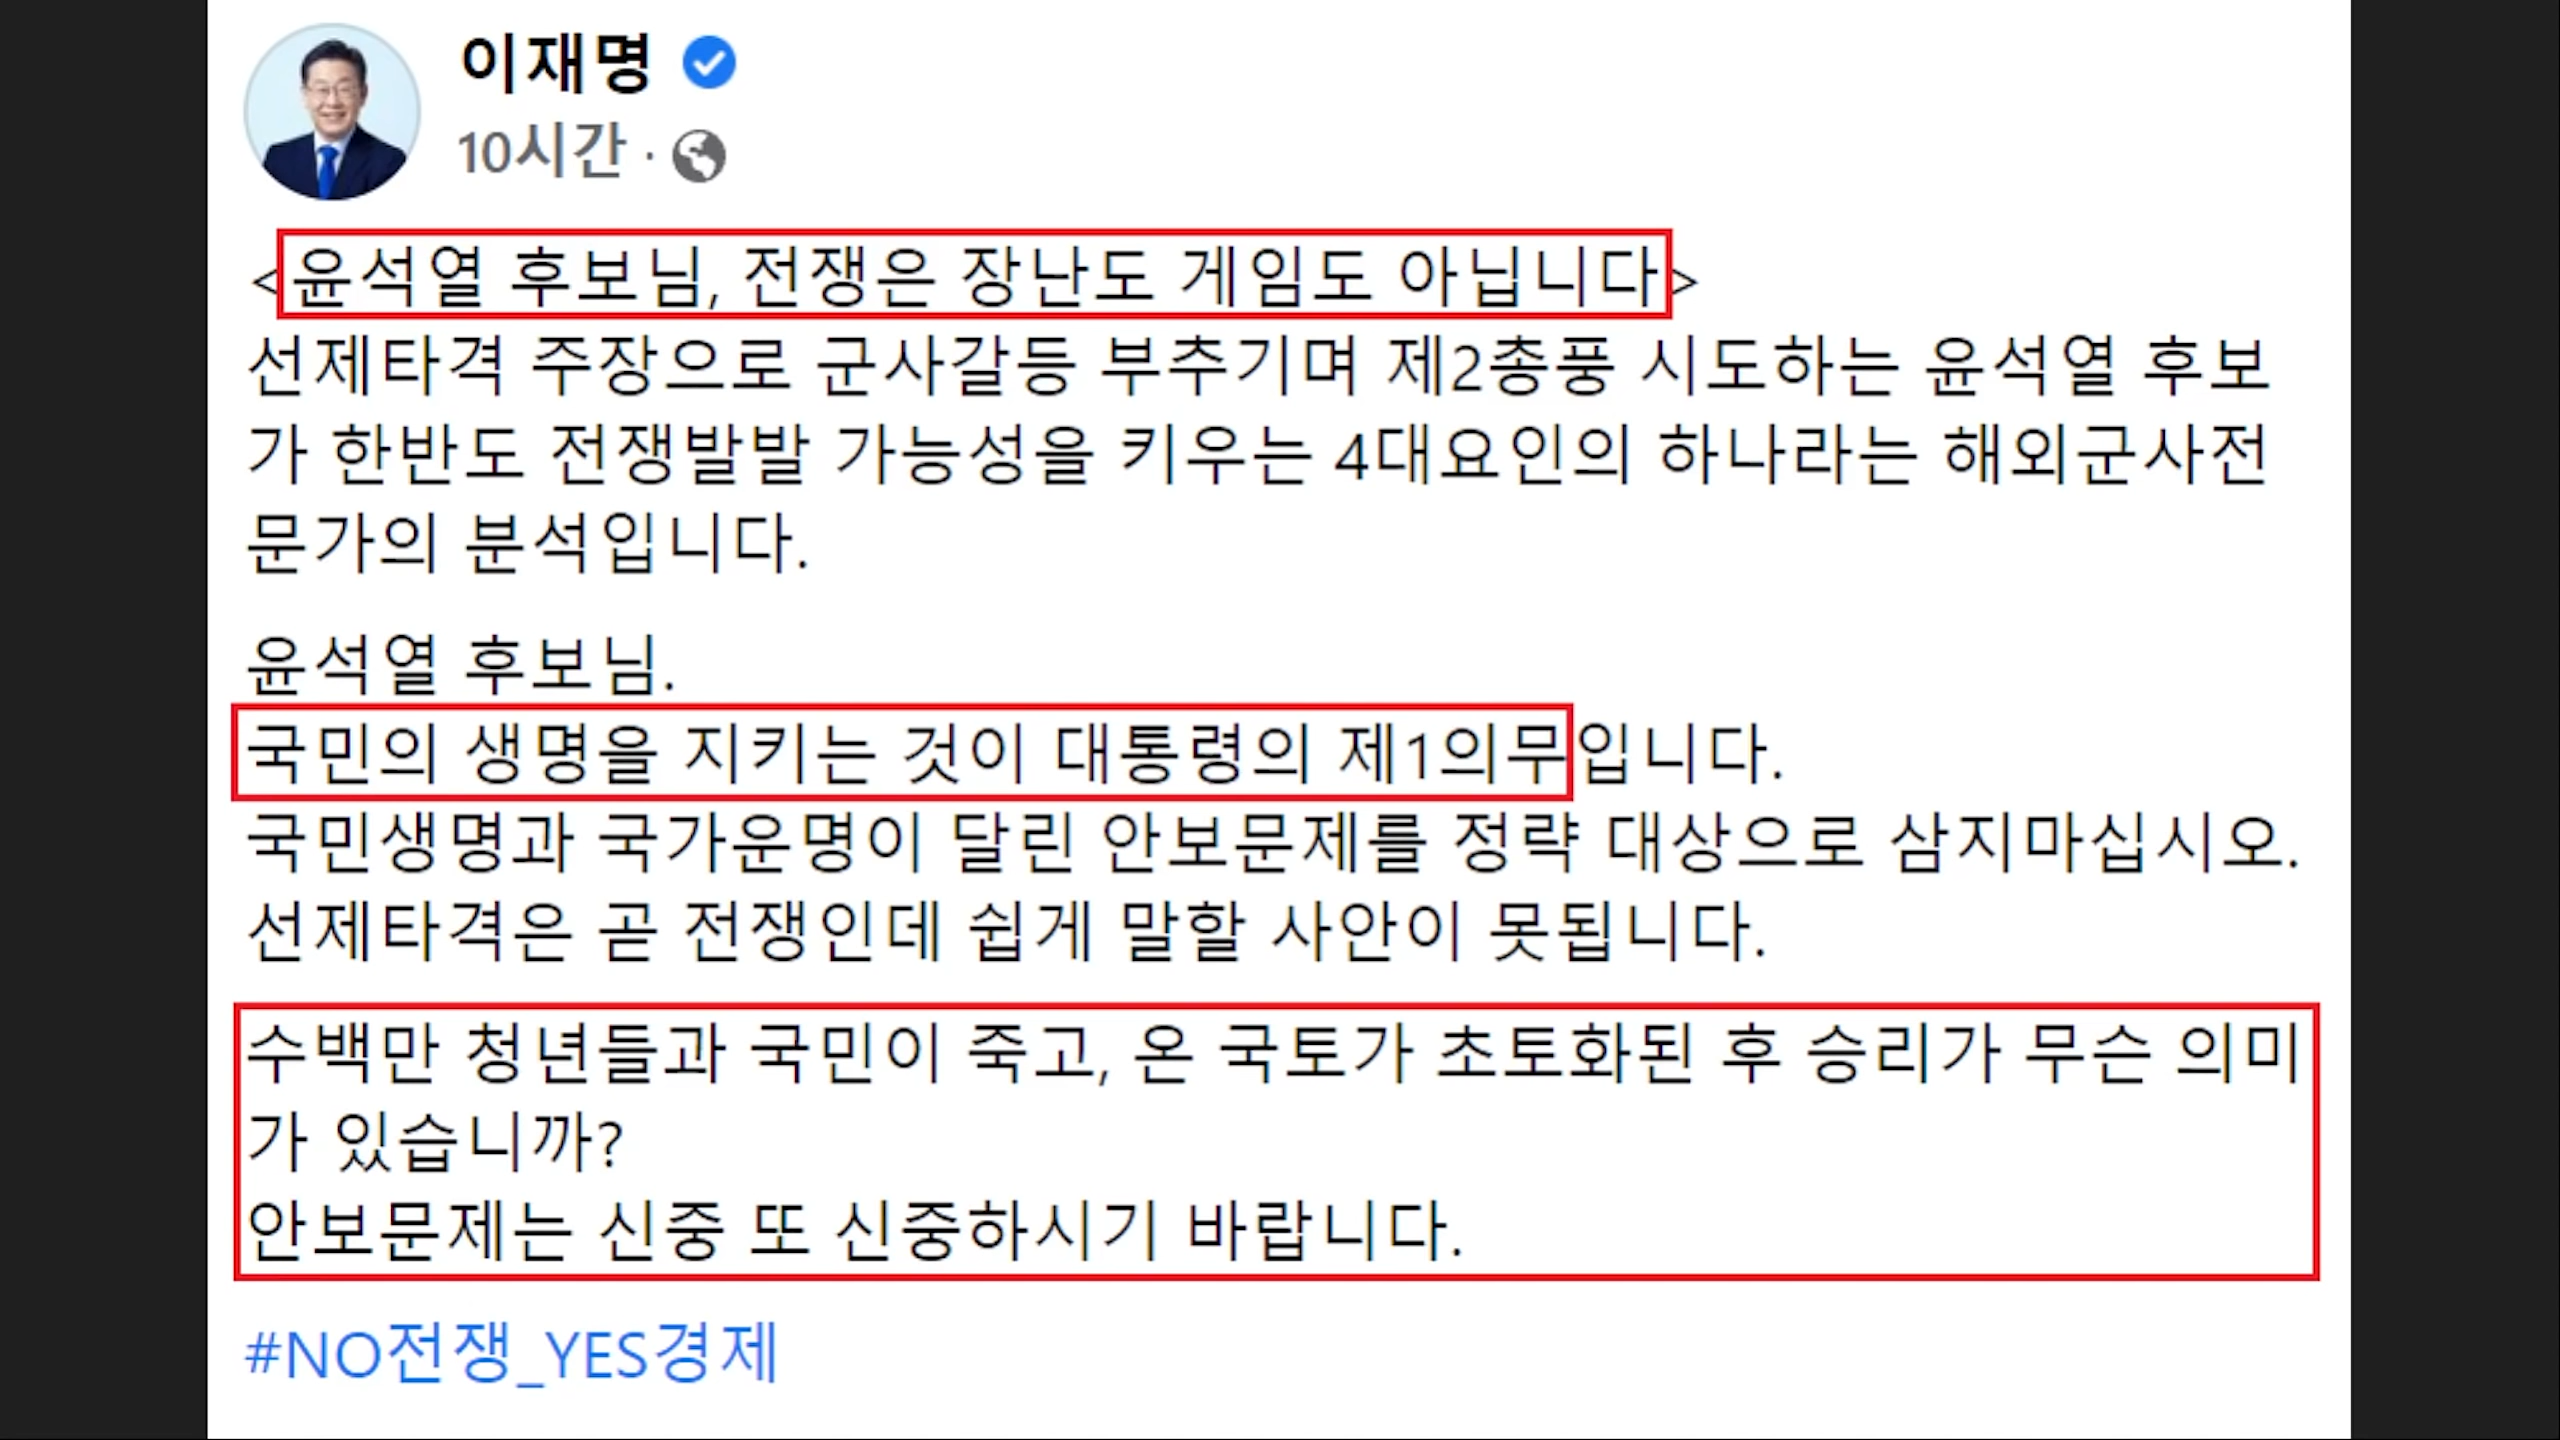 이재명
10시간 ·
<윤석열 후보님, 전쟁은 장난도 게임도 아닙니다>
선제타격 주장으로 군사갈등 부추기며 제2총풍 시도하는 윤석열 후보
가 한반도 전쟁발발 가능성을 키우는 4대요인의 하나라는 해외군사전
문가의 분석입니다.
윤석열 후보님.
국민의 생명을 지키는 것이 대통령의 제1의무입니다.
국민생명과 국가운명이 달린 안보문제를 정략 대상으로 삼지마십시오.
선제타격은 곧 전쟁인데 쉽게 말할 사안이 못됩니다.
수백만 청년들과 국민이 죽고, 온 국토가 초토화된 후 승리가 무슨 의미
가 있습니까?
안보문제는 신중 또 신중하시기 바랍니다.
#NO전쟁_YES경제